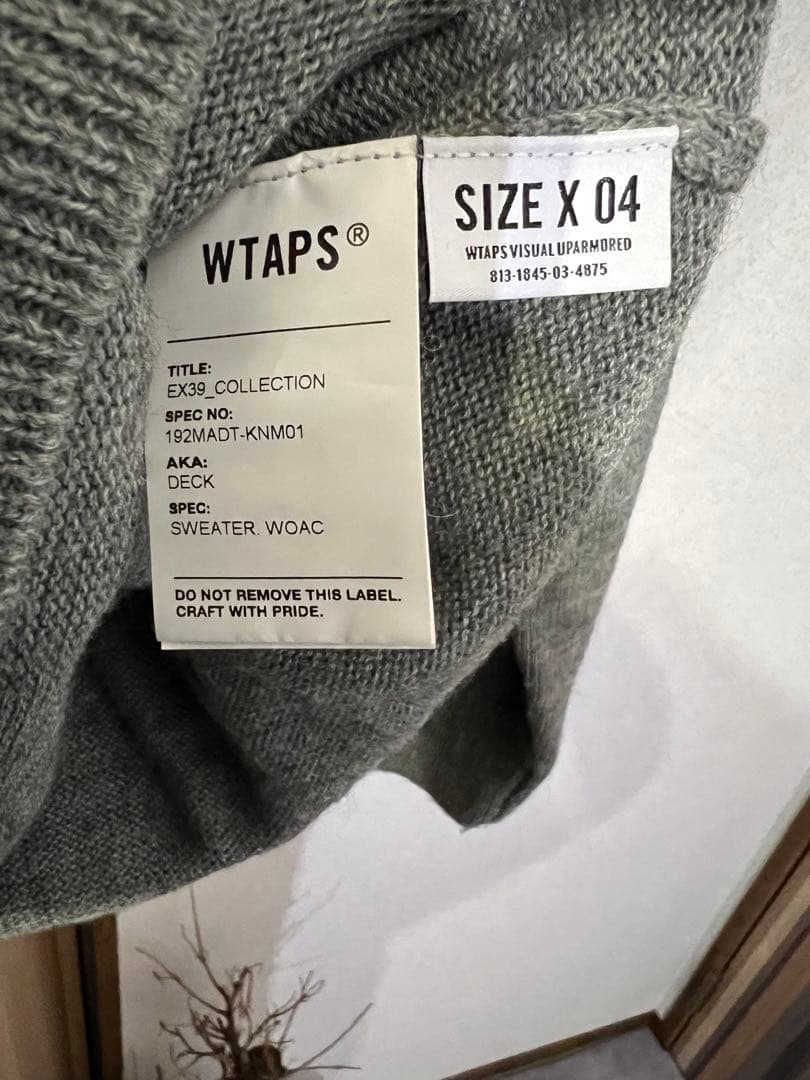 WTAPS®
TITLE:
EX39_COLLECTION
SPEC NO:
192MADT-KNM01
AKA:
DECK
SPEC:
SWEATER. WOAC
DO NOT REMOVE THIS LABEL.
CRAFT WITH PRIDE.
SIZE X 04
WTAPS VISUAL UPARMORED
813-1845-03-4875